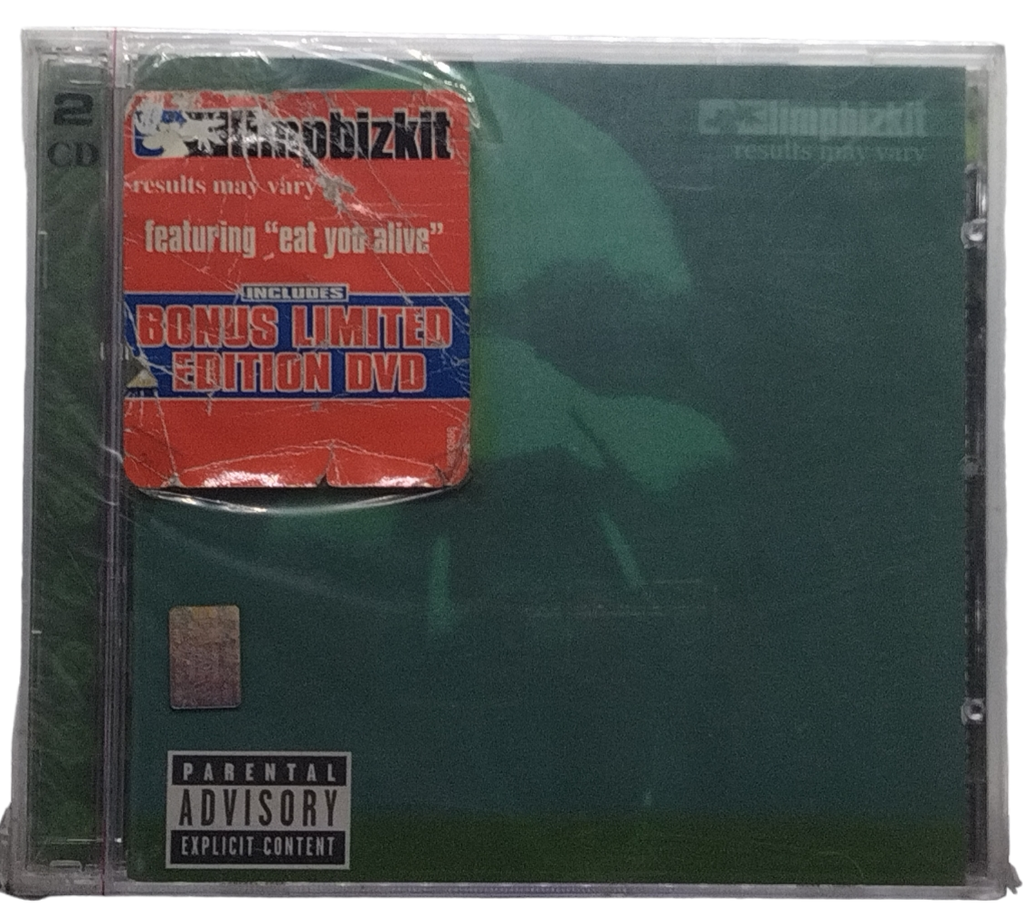 2
CD
limpbizkit
results may vary
featuring “eat you alive”
INCLUDES
BONUS LIMITED
EDITION DVD
limpbizkit
results may vary
PARENTAL
ADVISORY
EXPLICIT CONTENT